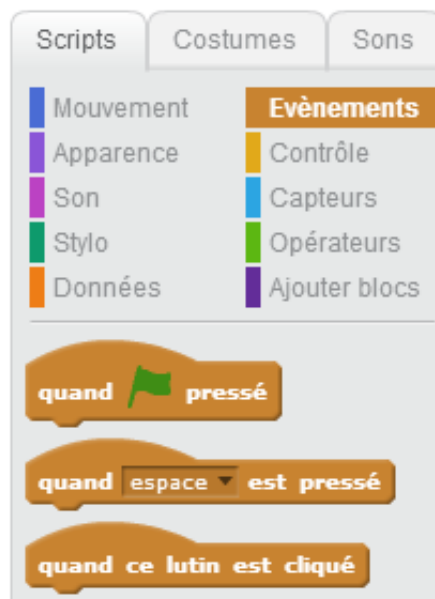 Scripts Costumes Sons
Mouvement Evènements
Apparence Contrôle
Son Capteurs
Stylo Opérateurs
Données Ajouter blocs
quand pressé
quand espace est pressé
quand ce lutin est cliqué